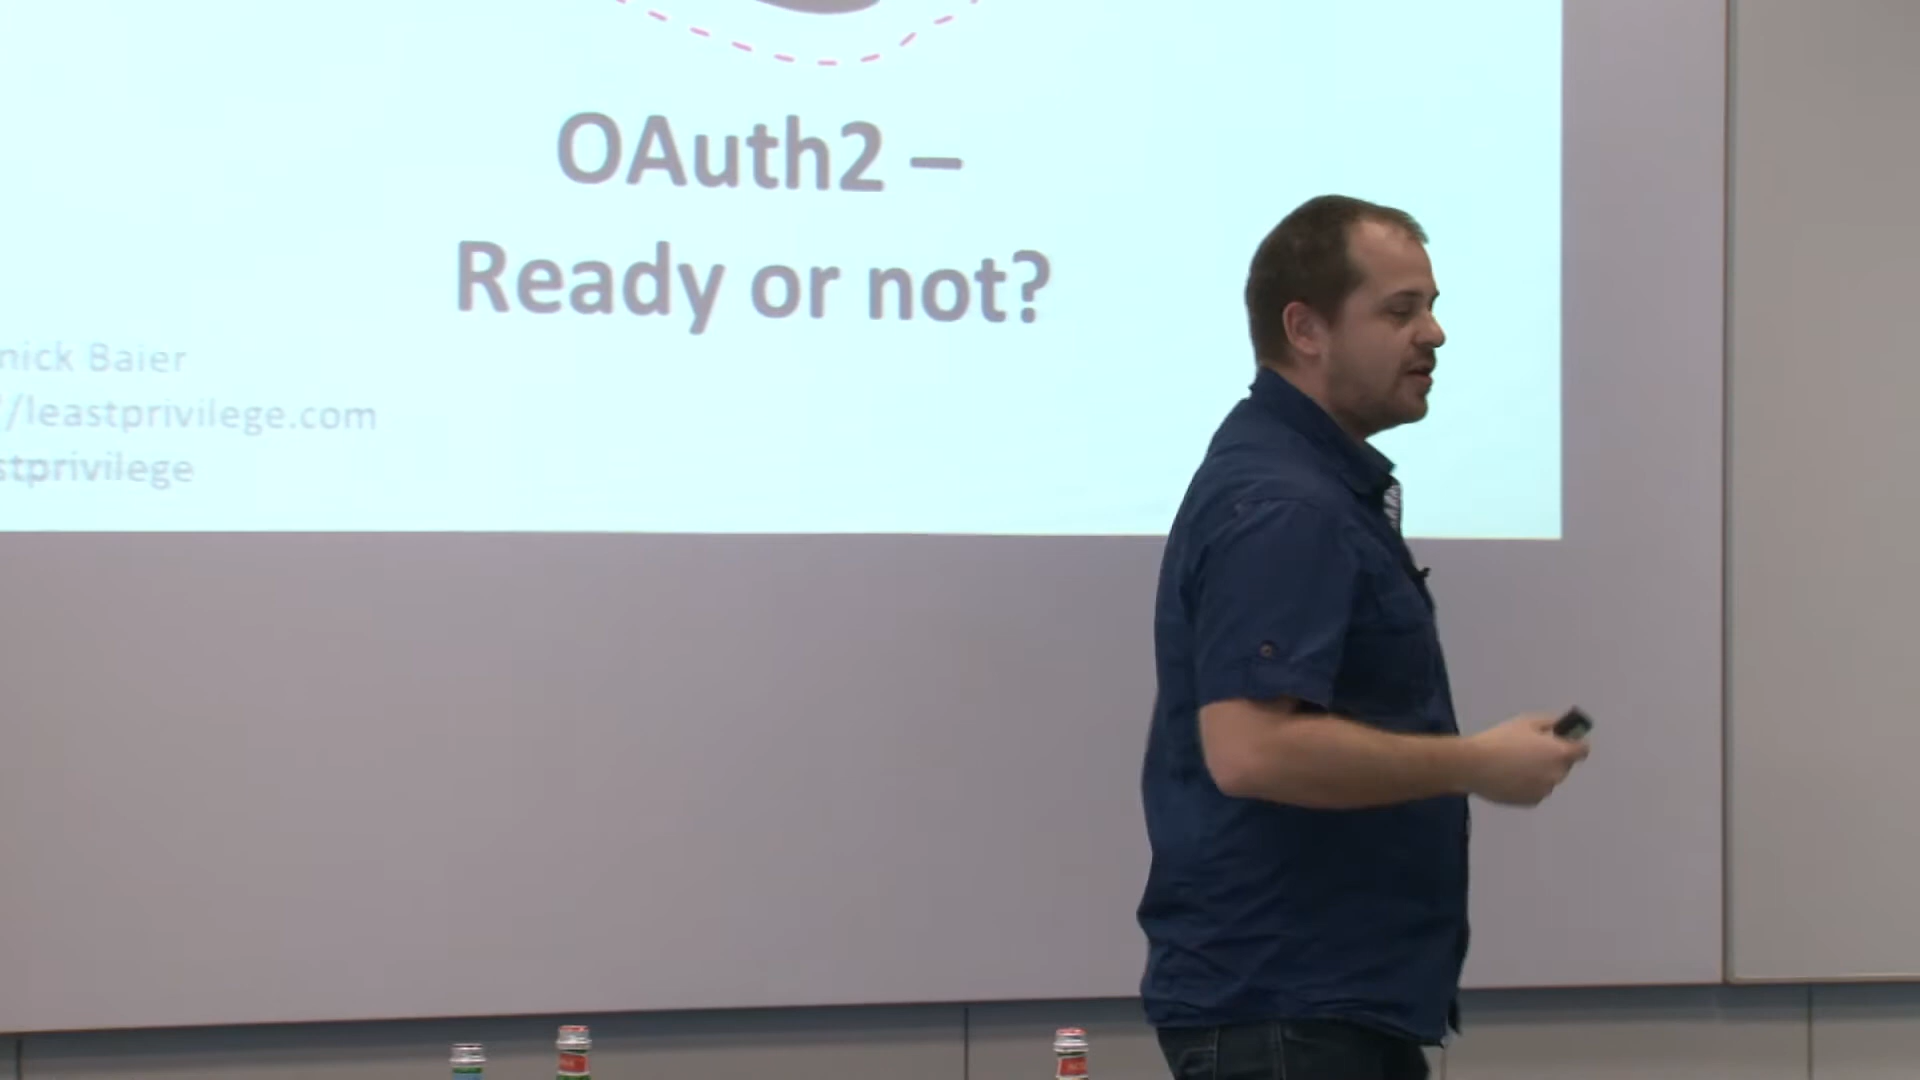 OAuth2 –
Ready or not?
nick Baier
//leastprivilege.com
stprivilege